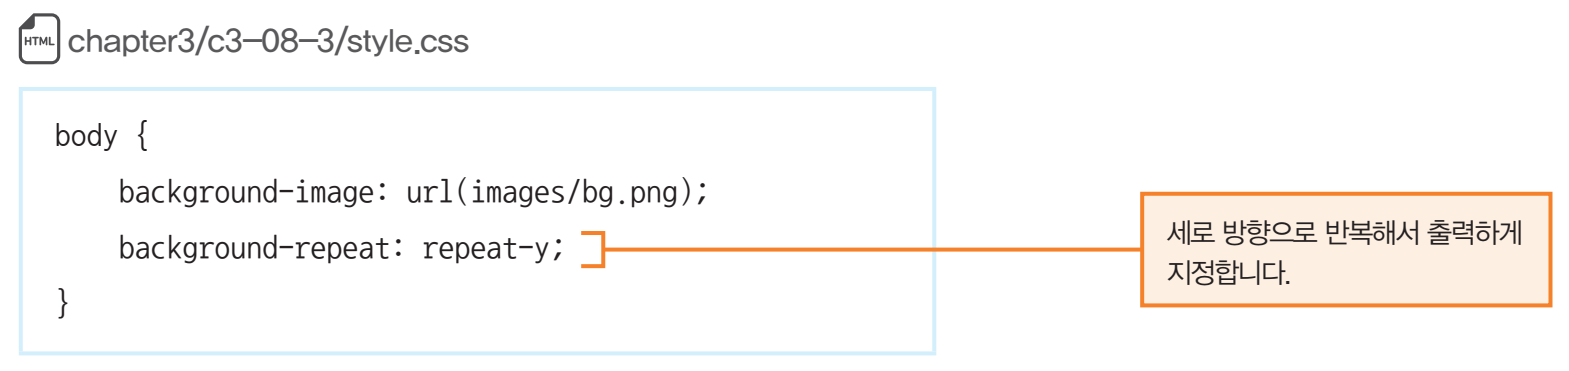 HTML chapter3/c3-08-3/style.css
body {
background-image: url(images/bg.png);
background-repeat: repeat-y;
}
세로 방향으로 반복해서 출력하게
지정합니다.